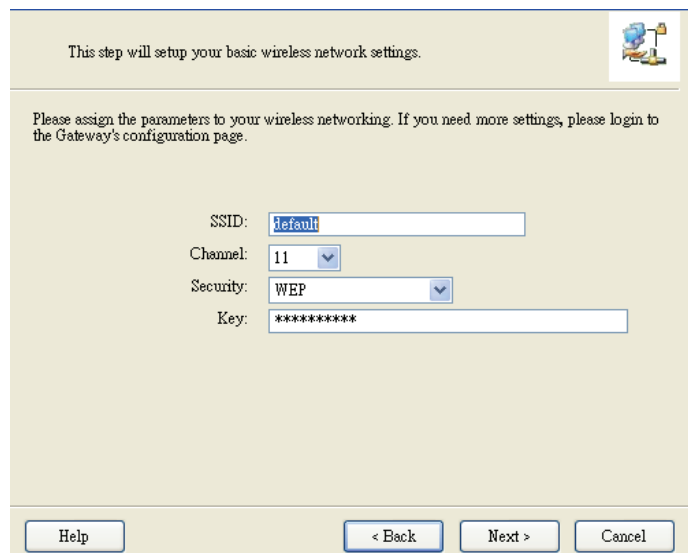 This step will setup your basic wireless network settings.
Please assign the parameters to your wireless networking. If you need more settings, please login to
the Gateway's configuration page.
SSID: default
Channel: 11
Security: WEP
Key: **********
Help < Back Next > Cancel